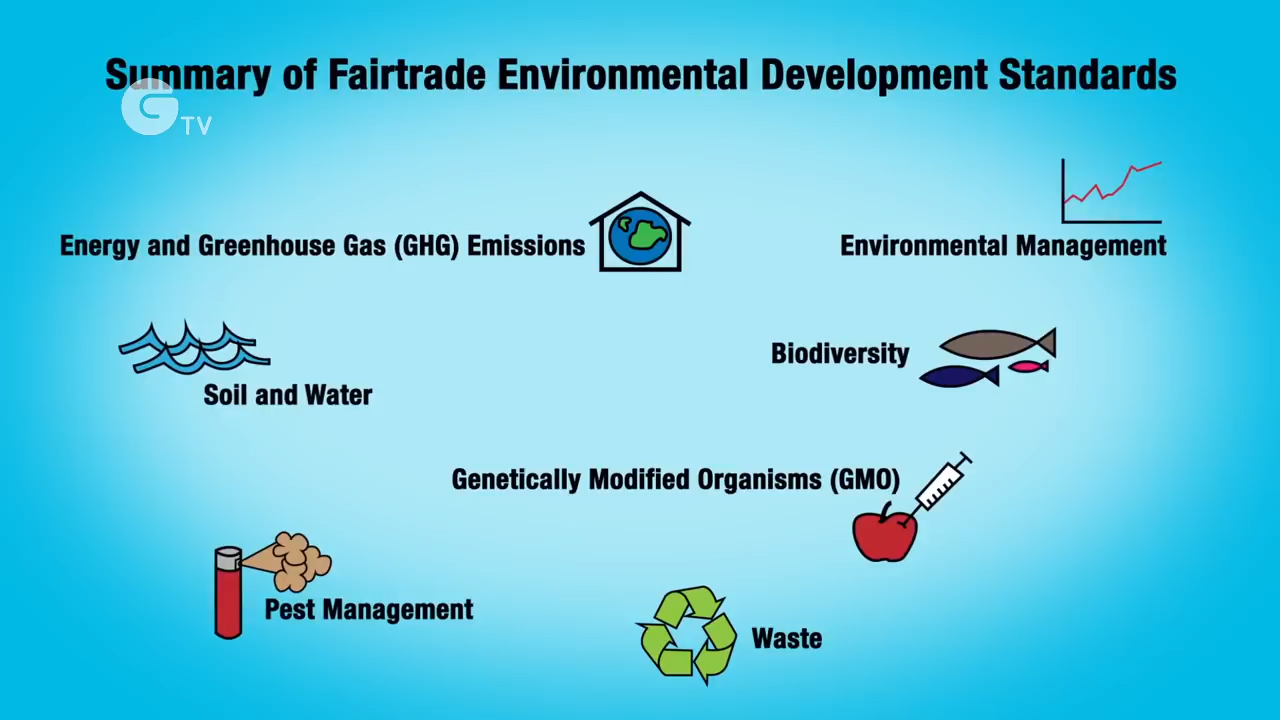 Summary of Fairtrade Environmental Development Standards
G TV
Energy and Greenhouse Gas (GHG) Emissions
Environmental Management
Biodiversity
Soil and Water
Genetically Modified Organisms (GMO)
Pest Management
Waste